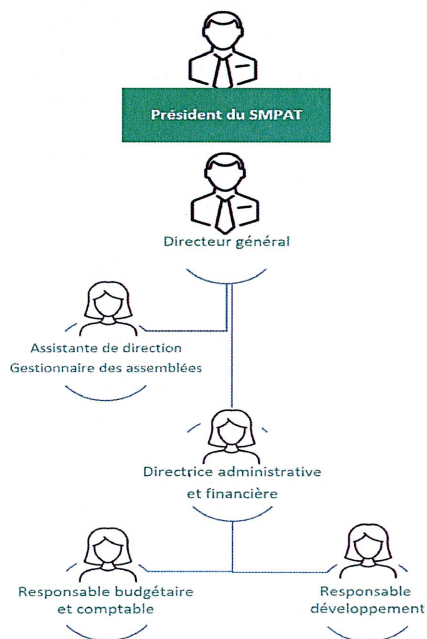 Président du SMPAT
Directeur général
Assistante de direction
Gestionnaire des assemblées
Directrice administrative
et financière
Responsable budgétaire
et comptable
Responsable
développement